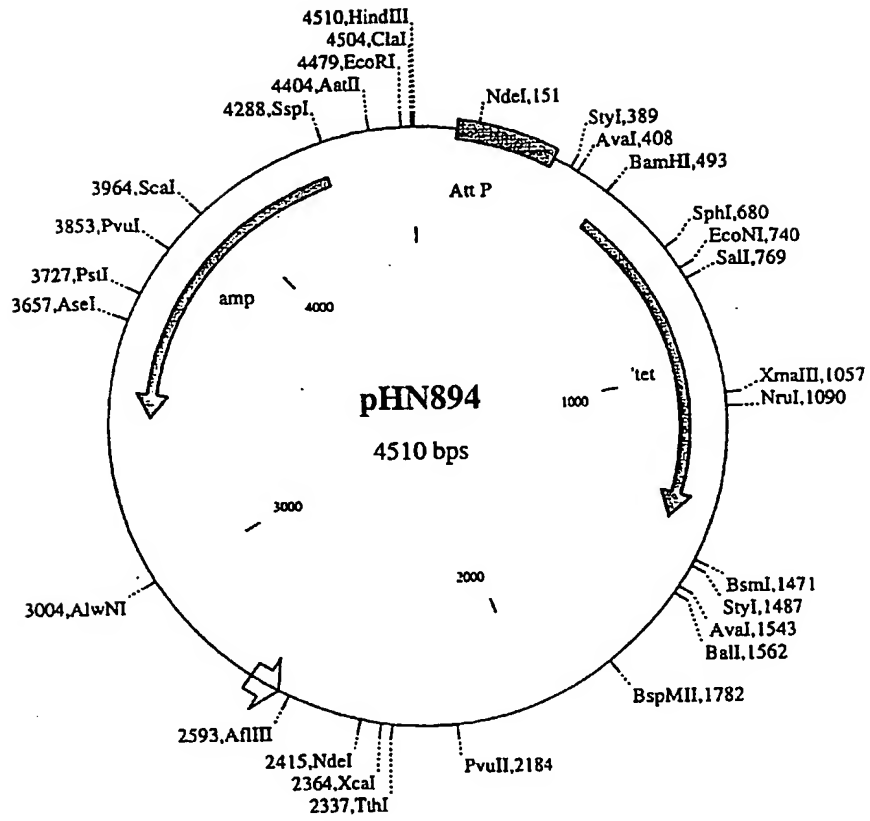 4510,HindIII
4504,ClaI
4479,EcoRI
4404,AatII
4288,SspI
NdeI,151
StyI,389
AvaI,408
BamHI,493
3964,ScaI
3853,PvuI
3727,PstI
3657,AseI
Att P
SphI,680
EcoNI,740
SalI,769
amp
4000
'tet
1000
XmaIII,1057
NruI,1090
pHN894
4510 bps
3000
2000
3004,AlwNI
BsmI,1471
StyI,1487
AvaI,1543
BalI,1562
BspMII,1782
2593,AflIII
2415,NdeI
2364,XcaI
2337,TthI
PvuII,2184